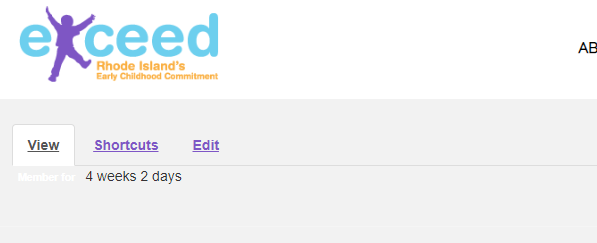 exceed
Rhode Island's
Early Childhood Commitment
AB
View Shortcuts Edit
Member for 4 weeks 2 days